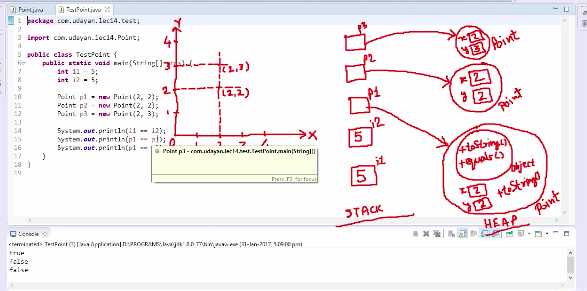 Point.java
TestPoint.java
1 package com.udayan.lec14.test;
2
3 import com.udayan.lec14.Point;
4
5 public class TestPoint {
6 public static void main(String[] args) {
7 int i1 = 5;
8 int i2 = 5;
9
10 Point p1 = new Point(2, 2);
11 Point p2 = new Point(2, 2);
12 Point p3 = new Point(2, 3);
13
14 System.out.println(i1 == i2);
15 System.out.println(p1 == p2);
16 System.out.println(p1 ==
17 }
18 }
19
Point p3 - com.udayan.lec14.test.TestPoint.main(String[])
Press F2 for focus
Y
4
3
2
1
0
1
2
3
4
X
(2,3)
(2,2)
p3
p2
p1
i2
5
i1
5
STACK
x 2
y 3
Point
x 2
y 2
Point
+toString()
+equals()
Object
+toString()
x 2
y 2
Point
HEAP
Console
<terminated> TestPoint (3) [Java Application] D:\PROGRAMS\Java\jdk1.8.0_77\bin\javaw.exe (31-Jan-2017, 5:09:00 pm)
true
false
false